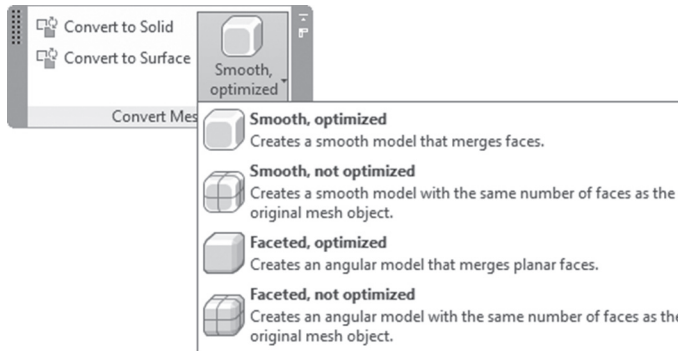 Convert to Solid
Convert to Surface
Smooth,
optimized
Convert Mes
Smooth, optimized
Creates a smooth model that merges faces.
Smooth, not optimized
Creates a smooth model with the same number of faces as the
original mesh object.
Faceted, optimized
Creates an angular model that merges planar faces.
Faceted, not optimized
Creates an angular model with the same number of faces as the
original mesh object.